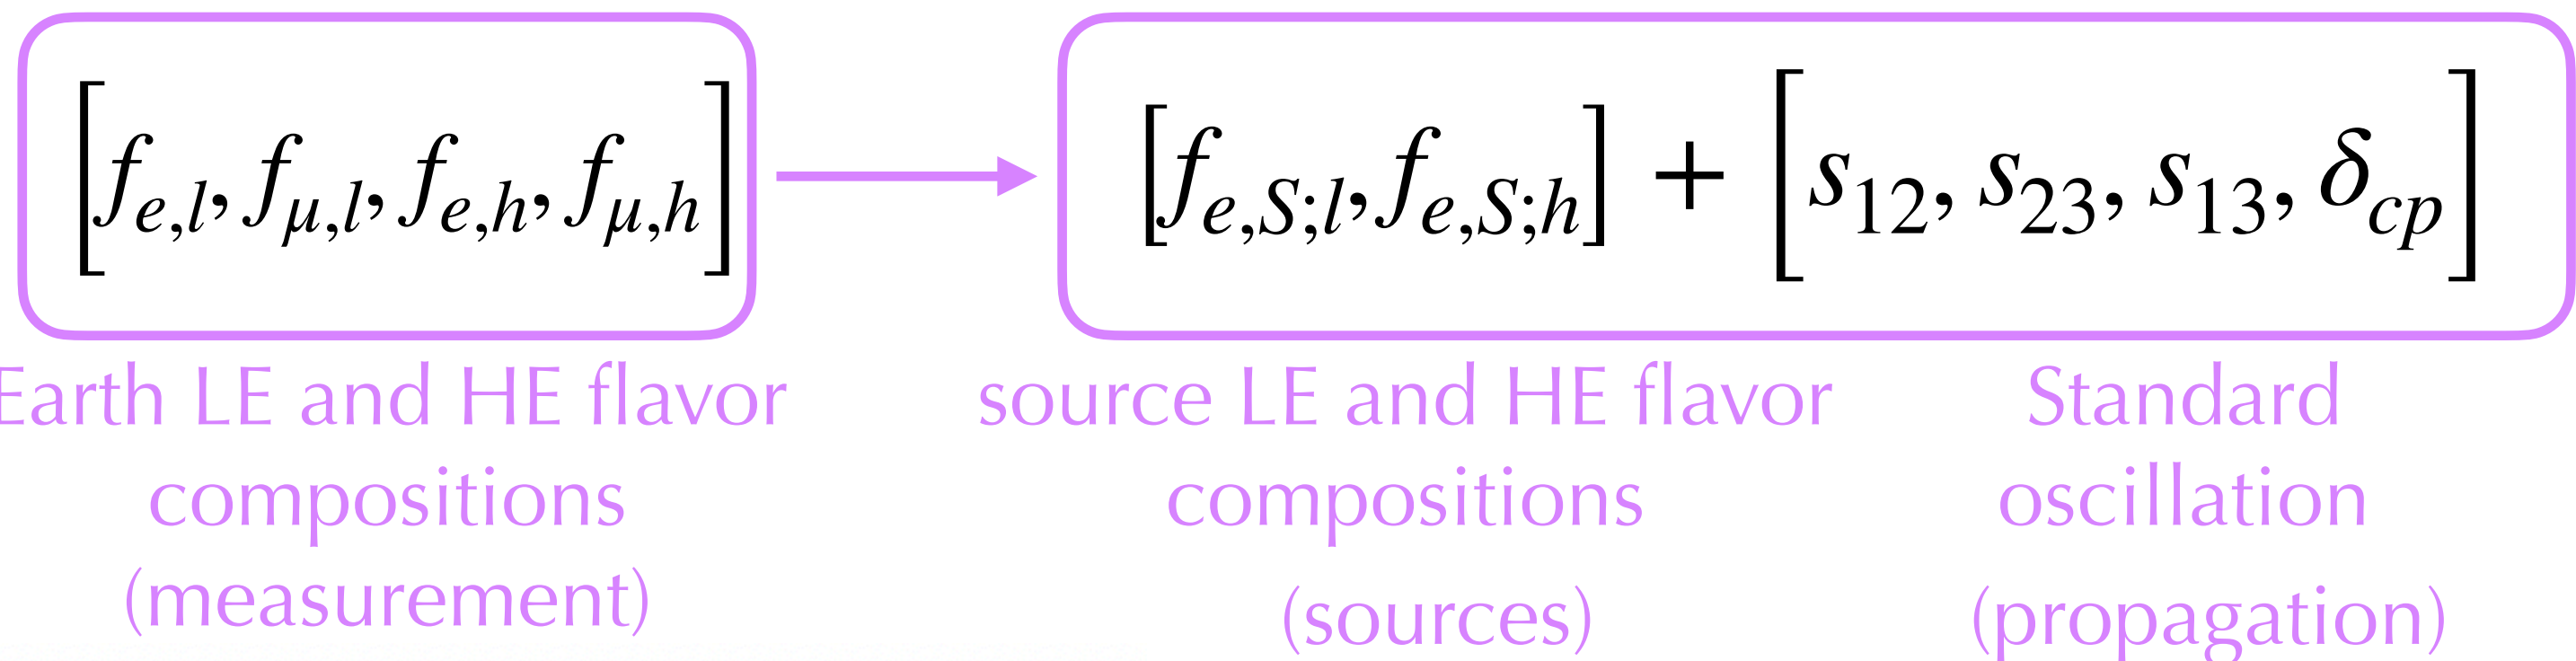 [f_{e,l}, f_{μ,l}, f_{e,h}, f_{μ,h}] → [f_{e,S;l}, f_{e,S;h}] + [s_{12}, s_{23}, s_{13}, δ_{cp}]
Earth LE and HE flavor
compositions
(measurement)
source LE and HE flavor
compositions
(sources)
Standard
oscillation
(propagation)